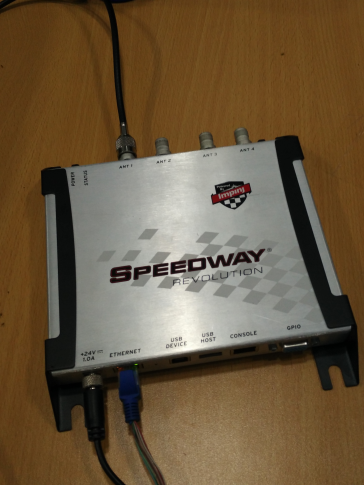 ANT 1 ANT 2 ANT 3 ANT 4
POWER
STATUS
Impinj
SPEEDWAY®
REVOLUTION
+24V⎓
1.0A
ETHERNET
USB
DEVICE
USB
HOST
CONSOLE
GPIO